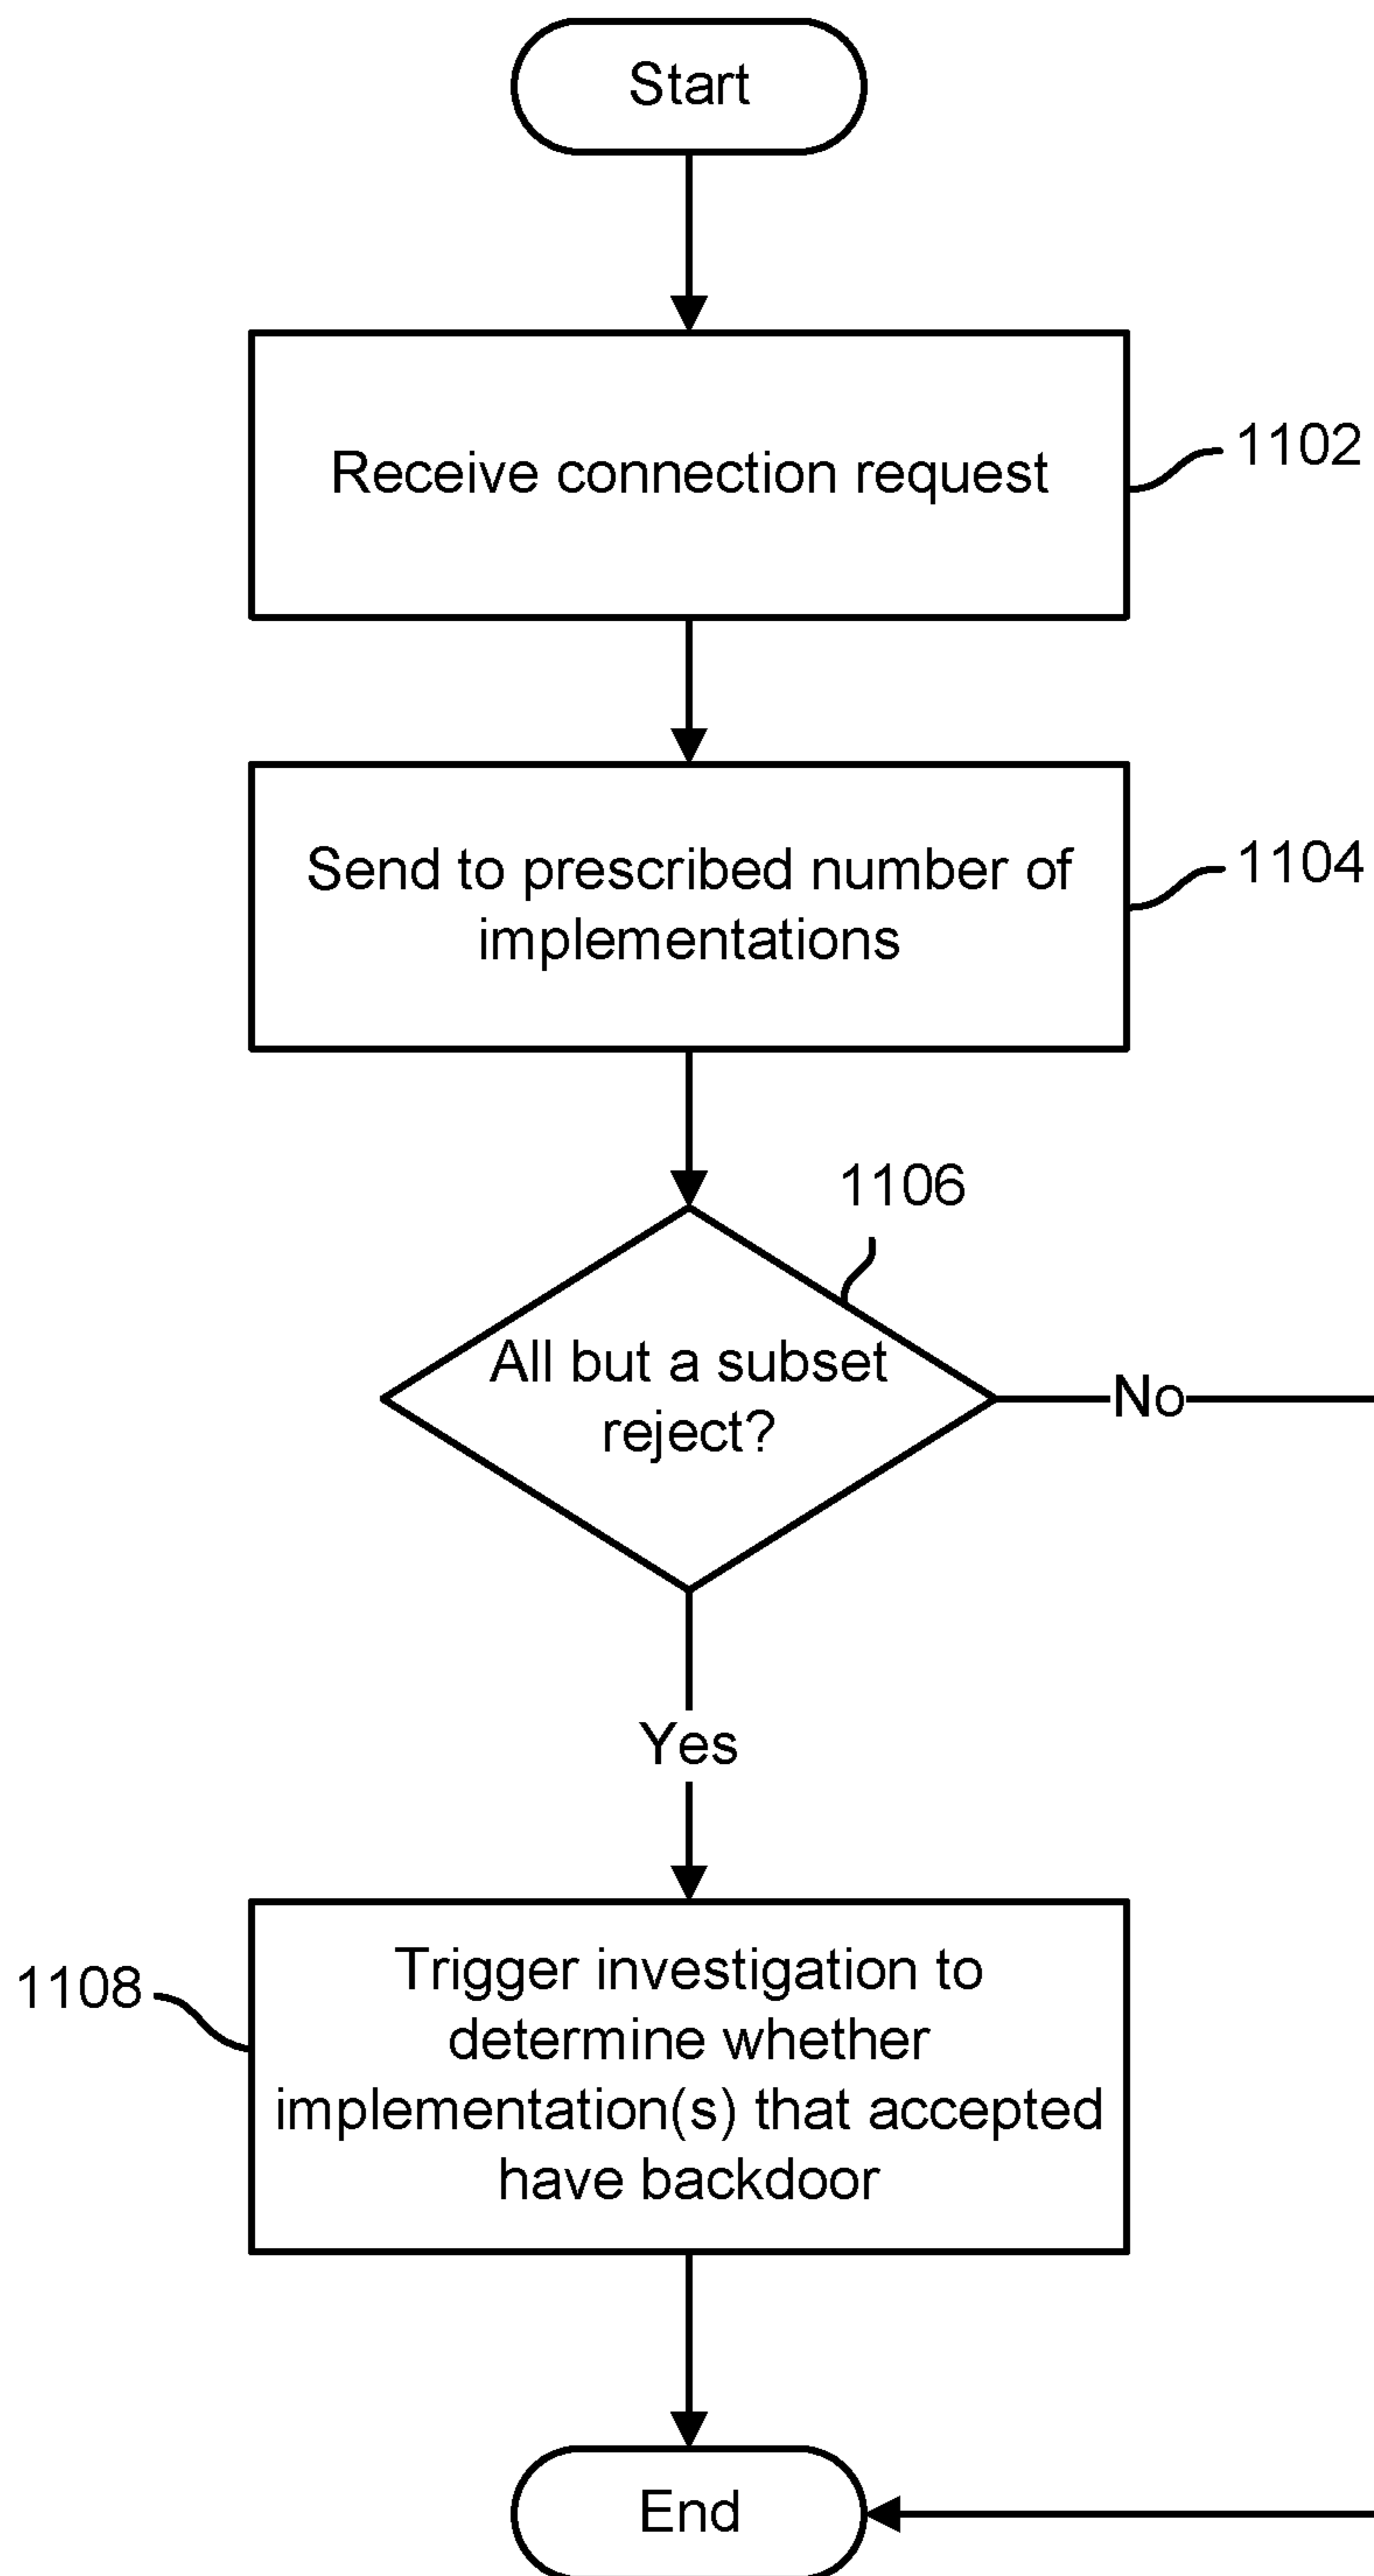 Start
Receive connection request
1102
Send to prescribed number of
implementations
1104
1106
All but a subset
reject?
No
Yes
1108
Trigger investigation to
determine whether
implementation(s) that accepted
have backdoor
End